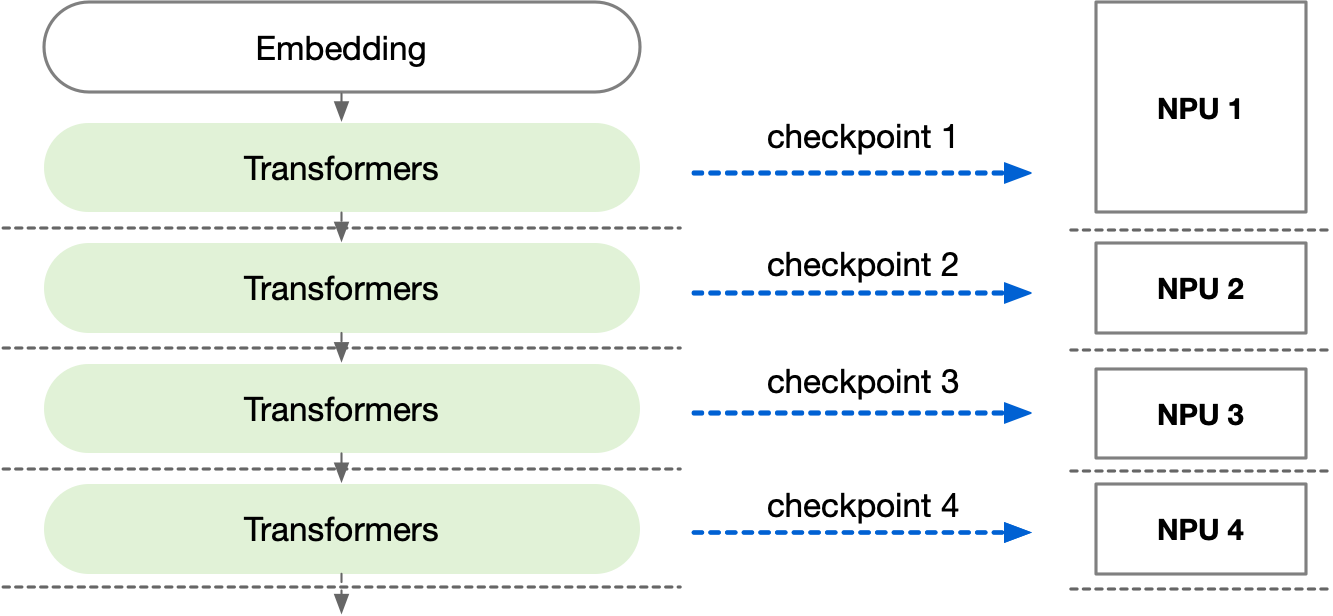 Embedding
NPU 1
checkpoint 1
Transformers
checkpoint 2
Transformers
NPU 2
checkpoint 3
Transformers
NPU 3
checkpoint 4
Transformers
NPU 4